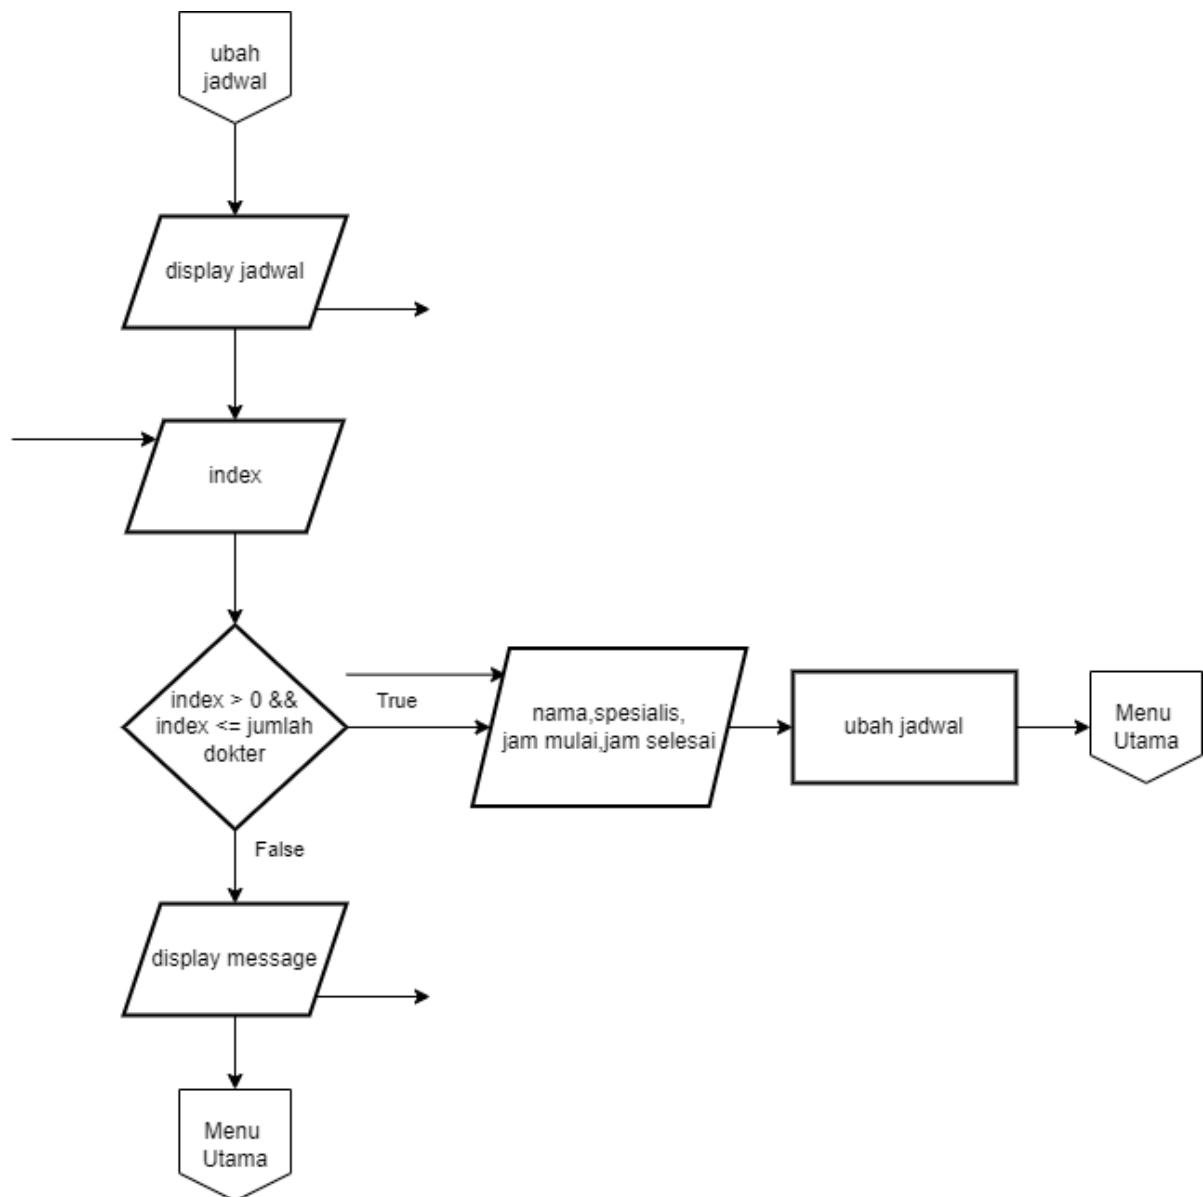 ubah
jadwal
display jadwal
index
index > 0 &&
index <= jumlah
dokter
True
nama,spesialis,
jam mulai,jam selesai
ubah jadwal
Menu
Utama
False
display message
Menu
Utama